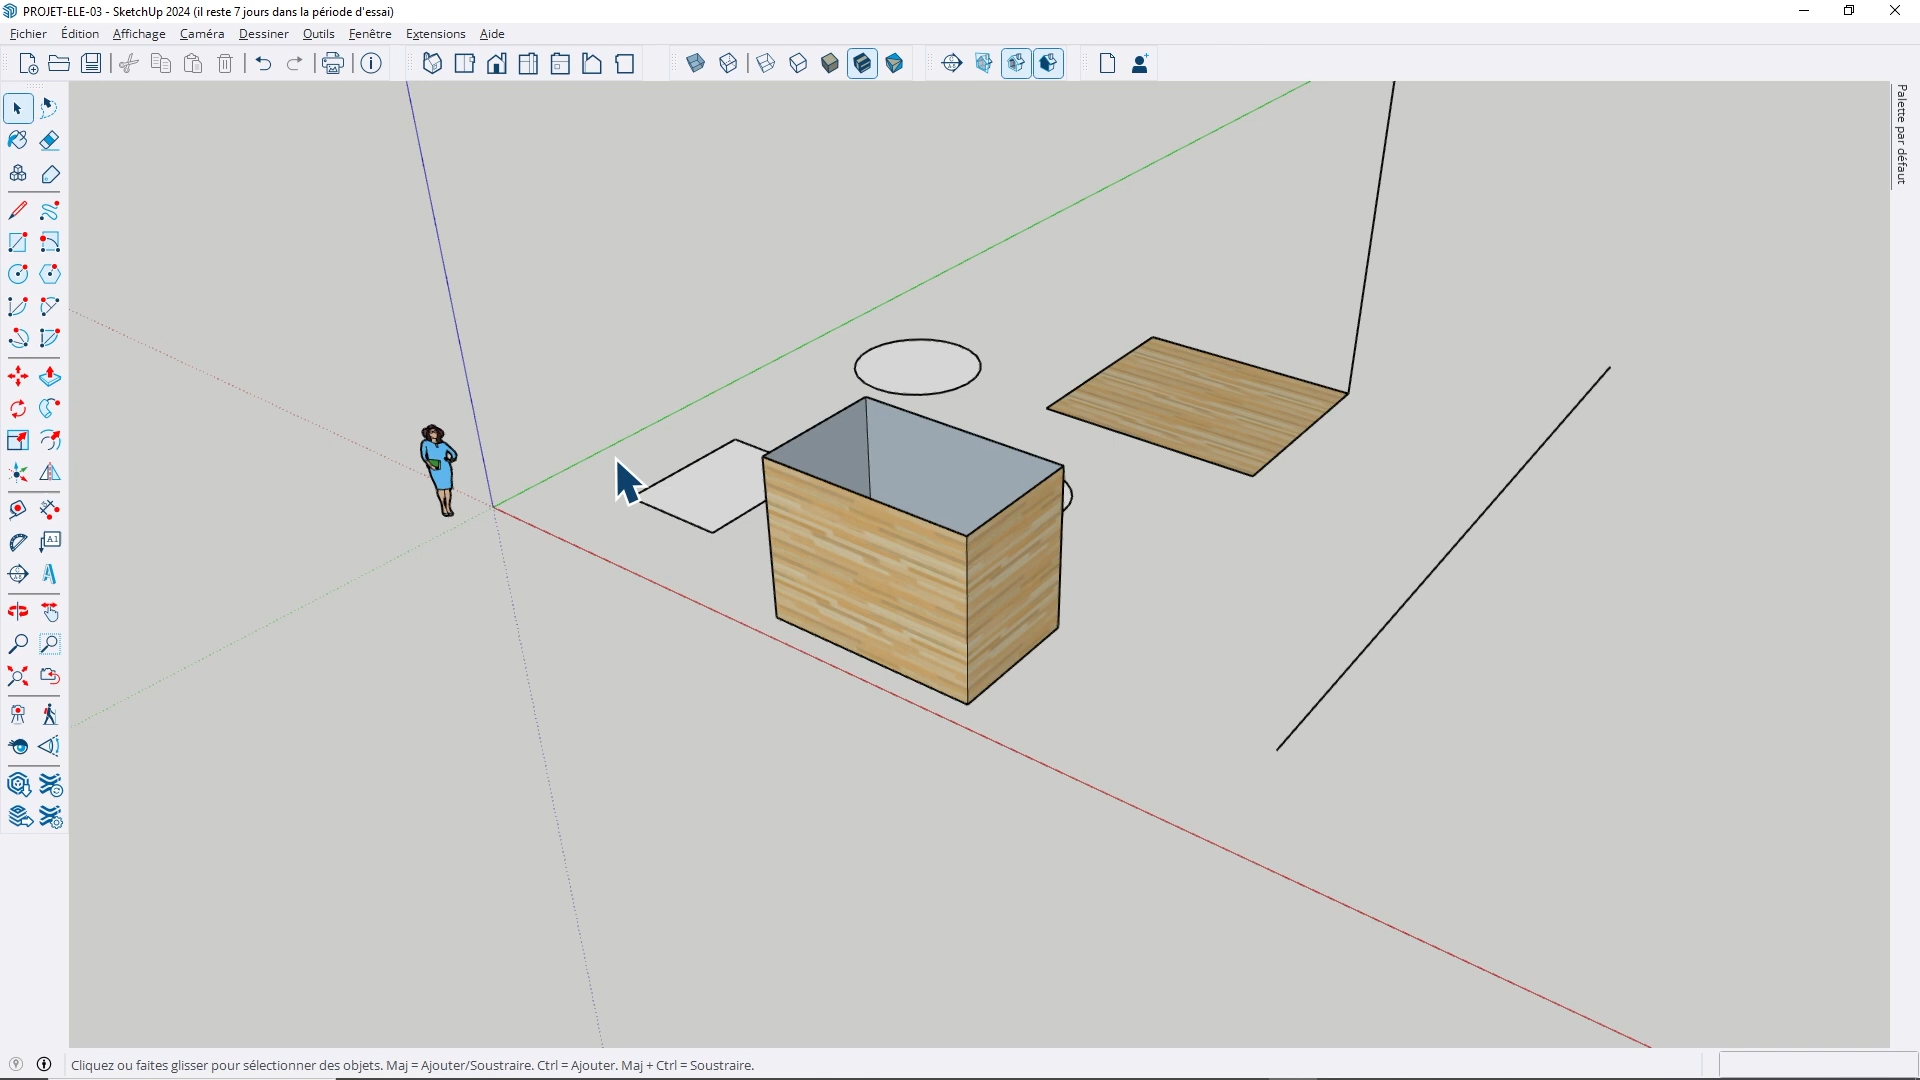 PROJET-ELE-03 - SketchUp 2024 (il reste 7 jours dans la période d'essai)
Fichier Édition Affichage Caméra Dessiner Outils Fenêtre Extensions Aide
Palette par défaut
A1
Cliquez ou faites glisser pour sélectionner des objets. Maj = Ajouter/Soustraire. Ctrl = Ajouter. Maj + Ctrl = Soustraire.